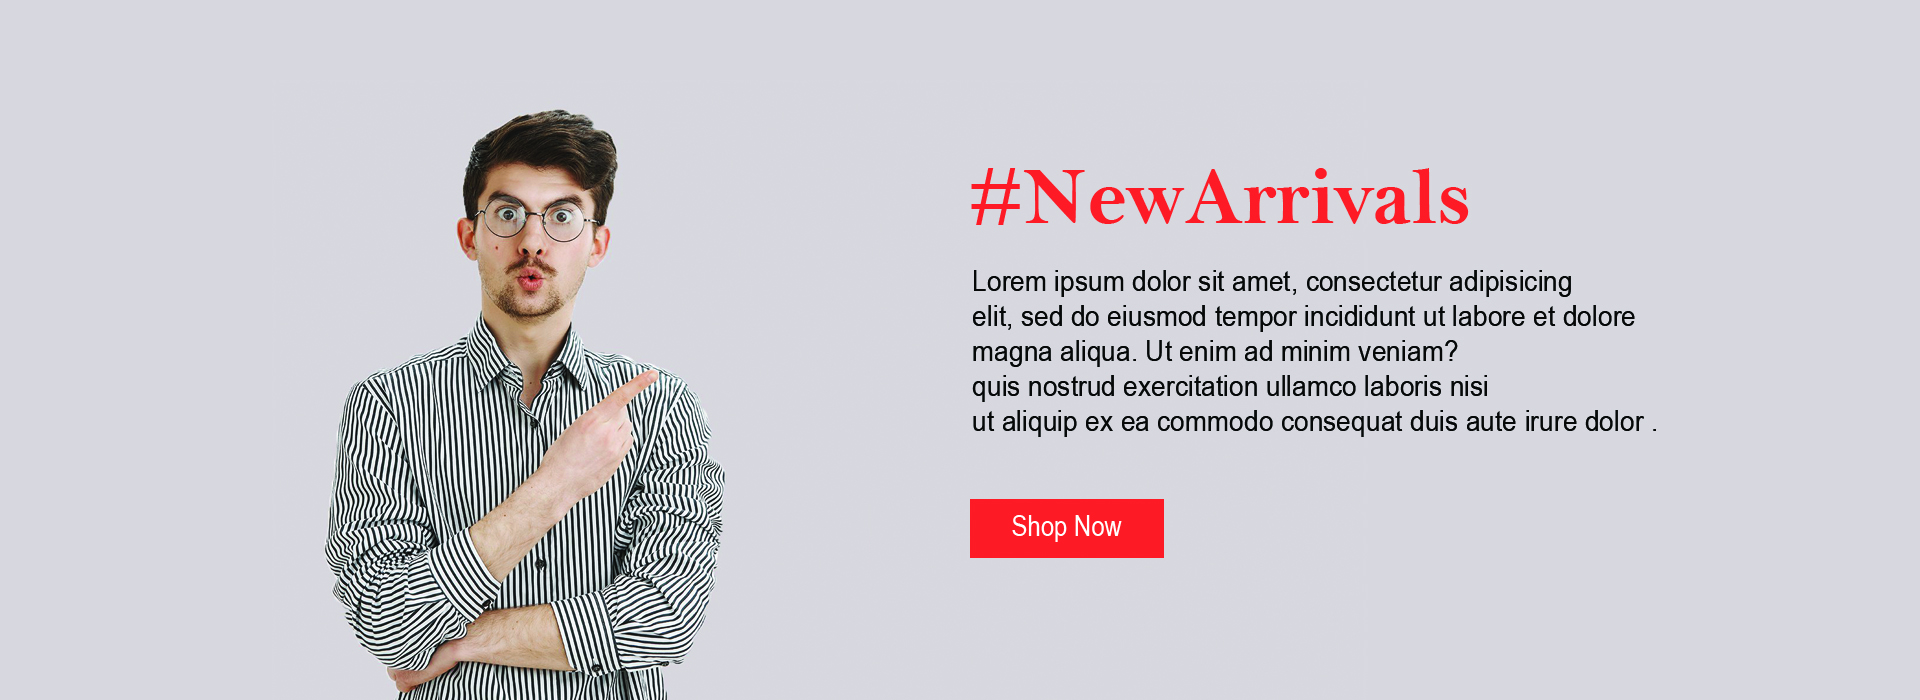 #NewArrivals
Lorem ipsum dolor sit amet, consectetur adipisicing
elit, sed do eiusmod tempor incididunt ut labore et dolore
magna aliqua. Ut enim ad minim veniam?
quis nostrud exercitation ullamco laboris nisi
ut aliquip ex ea commodo consequat duis aute irure dolor .
Shop Now